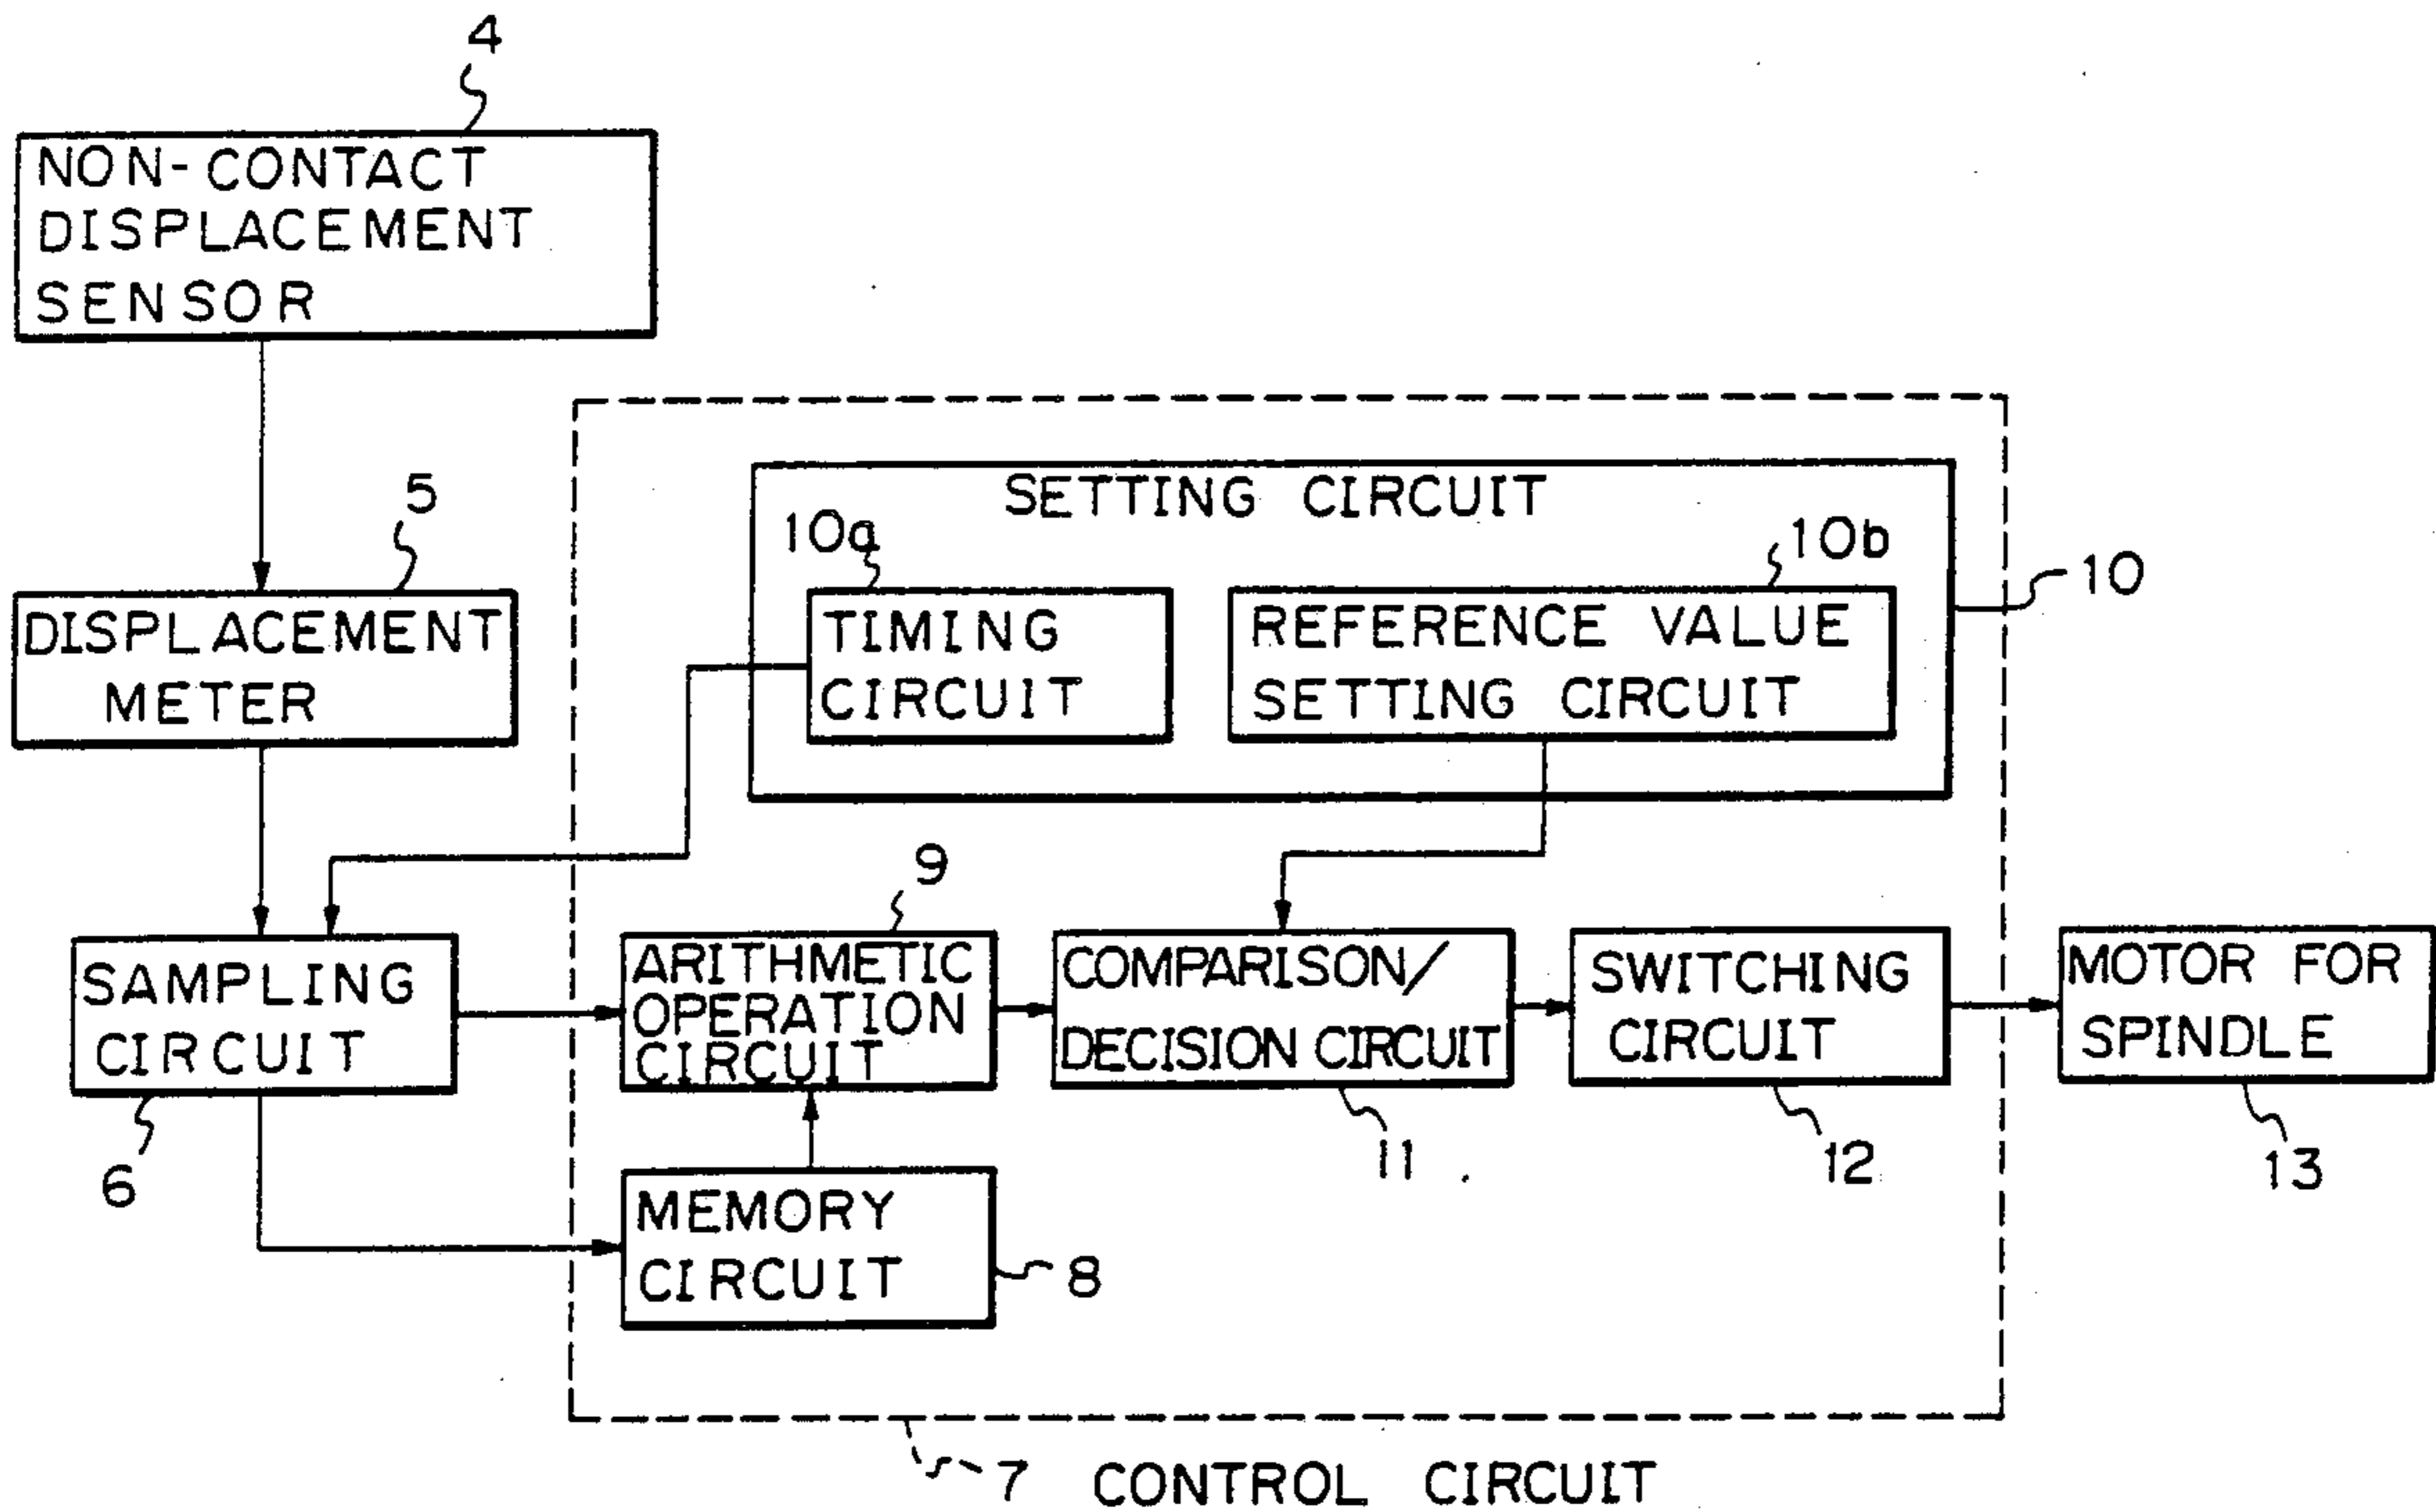 4
NON-CONTACT
DISPLACEMENT
SENSOR
5
DISPLACEMENT
METER
SETTING CIRCUIT
10a
10b
10
TIMING
CIRCUIT
REFERENCE VALUE
SETTING CIRCUIT
SAMPLING
CIRCUIT
6
9
ARITHMETIC
OPERATION
CIRCUIT
COMPARISON/
DECISION CIRCUIT
11
SWITCHING
CIRCUIT
12
MOTOR FOR
SPINDLE
13
MEMORY
CIRCUIT
8
7 CONTROL CIRCUIT